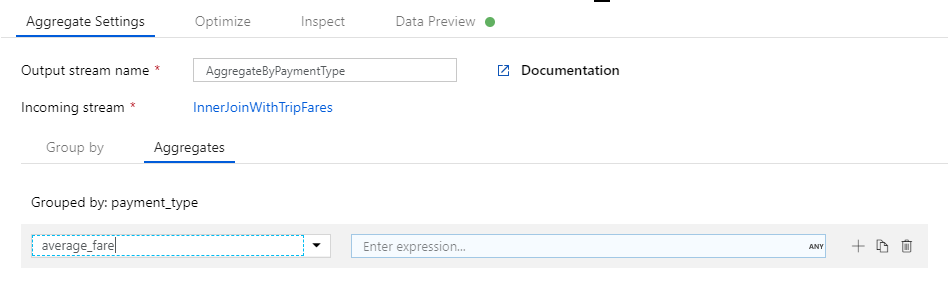 Aggregate Settings Optimize Inspect Data Preview
Output stream name * AggregateByPaymentType Documentation
Incoming stream * InnerJoinWithTripFares
Group by Aggregates
Grouped by: payment_type
average_fare Enter expression... ANY